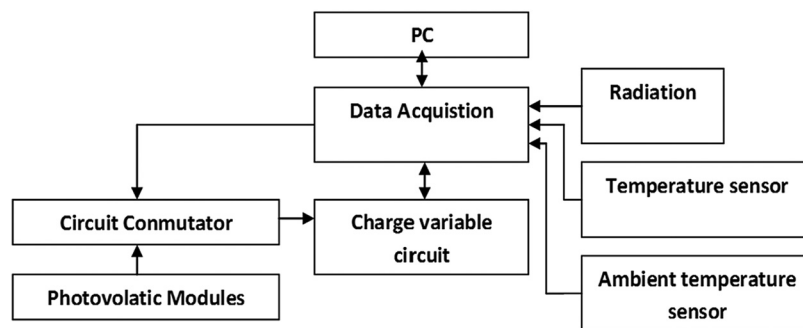 PC
Data Acquistion
Radiation
Temperature sensor
Circuit Conmutator
Charge variable
circuit
Photovolatic Modules
Ambient temperature
sensor